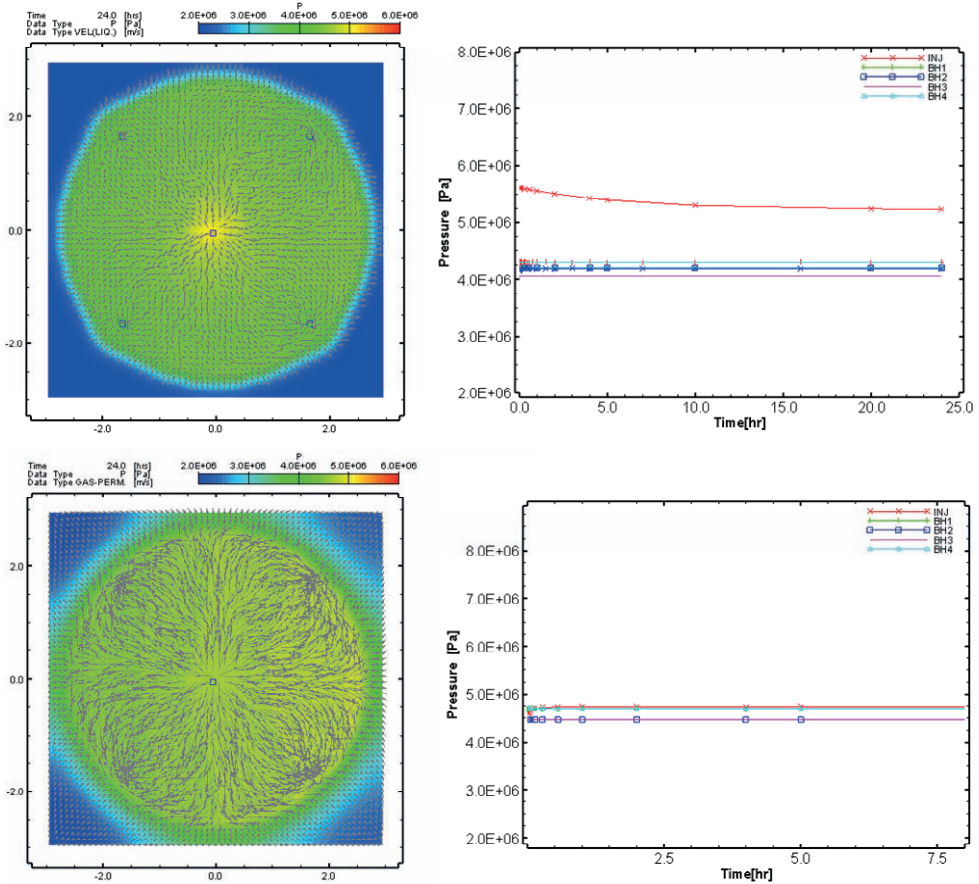 P
Time 24.0 [hrs] 2.0E+06 3.0E+06 4.0E+06 5.0E+06 6.0E+06
Data Type P [Pa]
Data Type VEL(LIQ.) [m/s]
2.0
0.0
-2.0
-2.0 0.0 2.0
8.0E+06
7.0E+06
6.0E+06
5.0E+06
4.0E+06
3.0E+06
2.0E+06
Pressure [Pa]
INJ
BH1
BH2
BH3
BH4
0.0 5.0 10.0 15.0 20.0 25.0
Time[hr]
P
Time 24.0 [hrs] 2.0E+06 3.0E+06 4.0E+06 5.0E+06 6.0E+06
Data Type P [Pa]
Data Type GAS-PERM. [m/s]
2.0
0.0
-2.0
-2.0 0.0 2.0
8.0E+06
7.0E+06
6.0E+06
5.0E+06
4.0E+06
3.0E+06
2.0E+06
Pressure [Pa]
INJ
BH1
BH2
BH3
BH4
2.5 5.0 7.5
Time[hr]